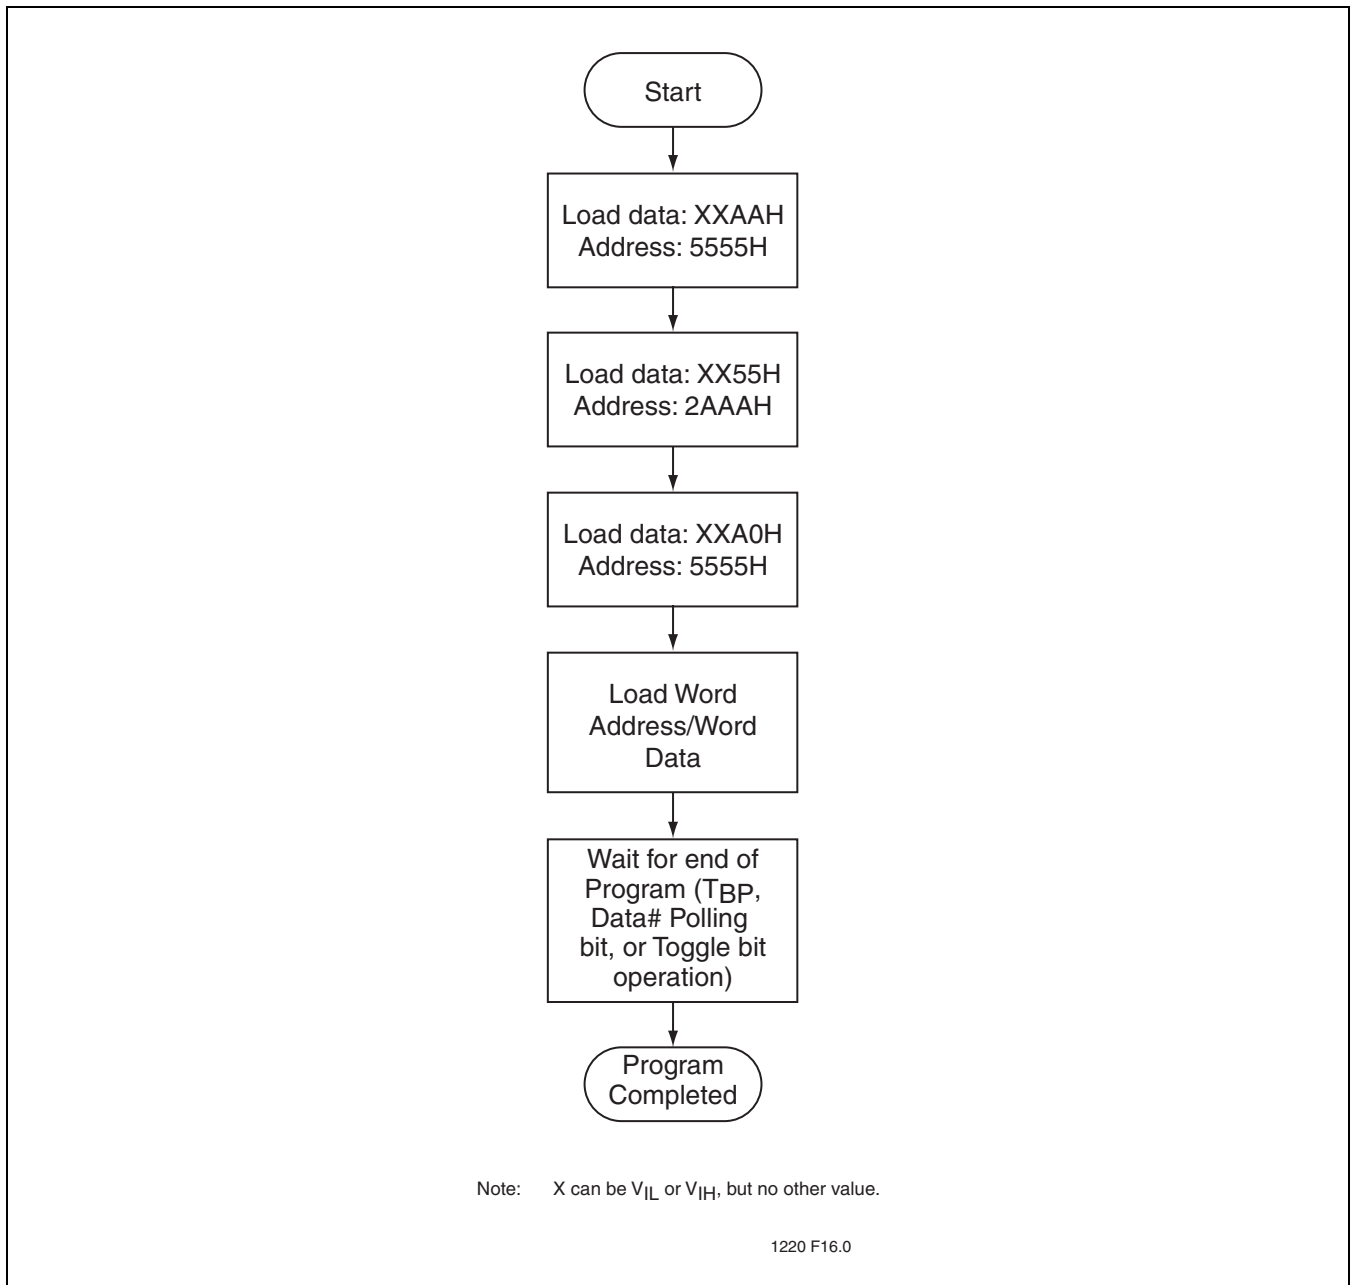 Start
Load data: XXAAH
Address: 5555H
Load data: XX55H
Address: 2AAAH
Load data: XXA0H
Address: 5555H
Load Word
Address/Word
Data
Wait for end of
Program (TBP,
Data# Polling
bit, or Toggle bit
operation)
Program
Completed
Note: X can be VIL or VIH, but no other value.
1220 F16.0